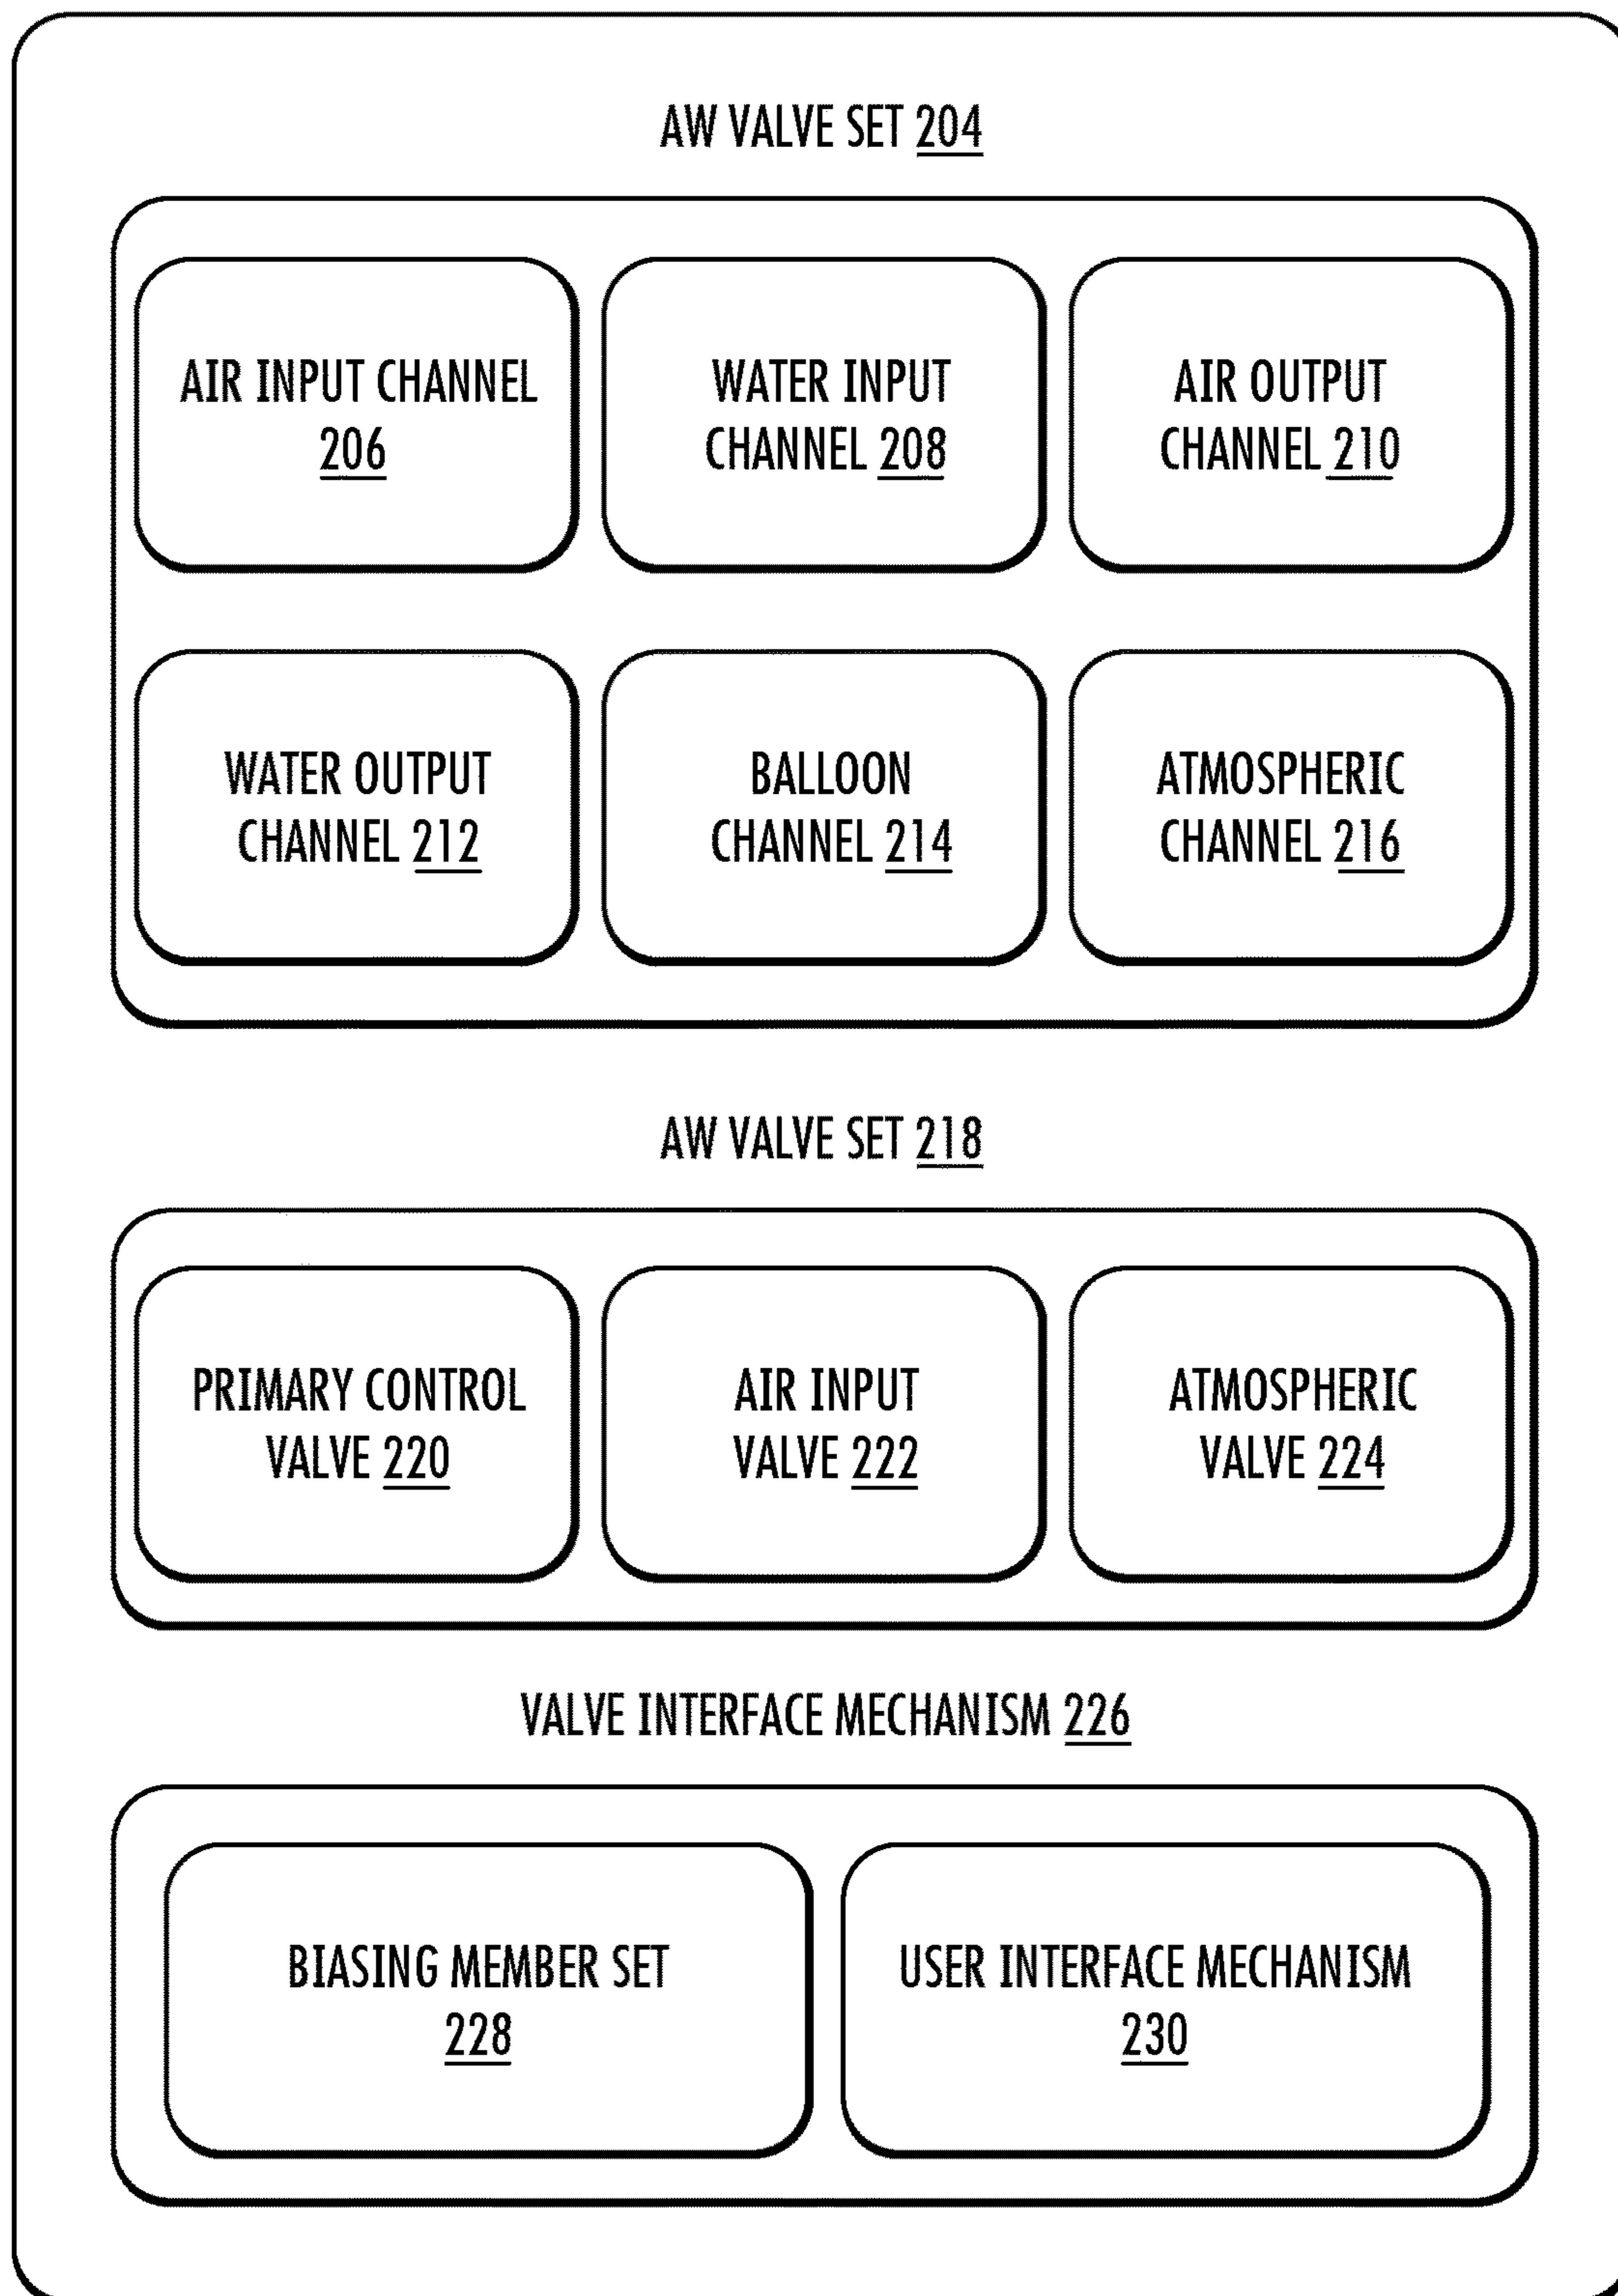 AW VALVE SET 204
AIR INPUT CHANNEL
206
WATER INPUT
CHANNEL 208
AIR OUTPUT
CHANNEL 210
WATER OUTPUT
CHANNEL 212
BALLOON
CHANNEL 214
ATMOSPHERIC
CHANNEL 216
AW VALVE SET 218
PRIMARY CONTROL
VALVE 220
AIR INPUT
VALVE 222
ATMOSPHERIC
VALVE 224
VALVE INTERFACE MECHANISM 226
BIASING MEMBER SET
228
USER INTERFACE MECHANISM
230